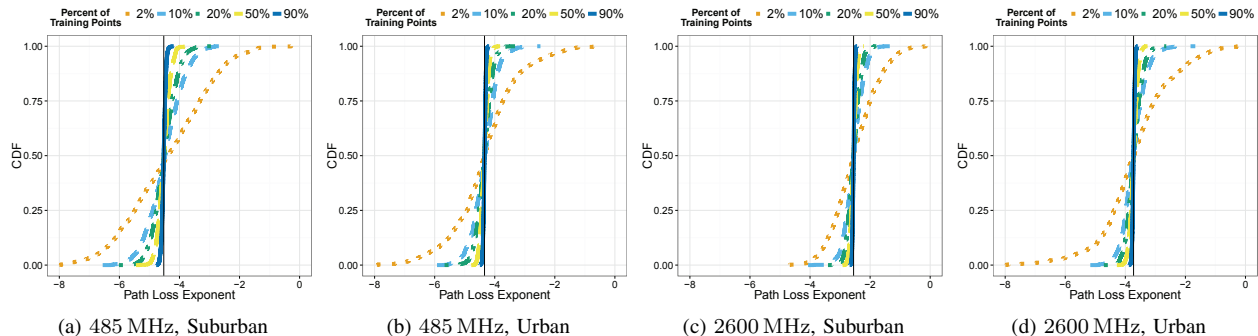 Percent of
Training Points
2% 10% 20% 50% 90%
1.00
0.75
0.50
0.25
0.00
CDF
−8 −6 −4 −2 0
Path Loss Exponent
(a) 485 MHz, Suburban
Percent of
Training Points
2% 10% 20% 50% 90%
1.00
0.75
0.50
0.25
0.00
CDF
−8 −6 −4 −2 0
Path Loss Exponent
(b) 485 MHz, Urban
Percent of
Training Points
2% 10% 20% 50% 90%
1.00
0.75
0.50
0.25
0.00
CDF
−8 −6 −4 −2 0
Path Loss Exponent
(c) 2600 MHz, Suburban
Percent of
Training Points
2% 10% 20% 50% 90%
1.00
0.75
0.50
0.25
0.00
CDF
−8 −6 −4 −2 0
Path Loss Exponent
(d) 2600 MHz, Urban